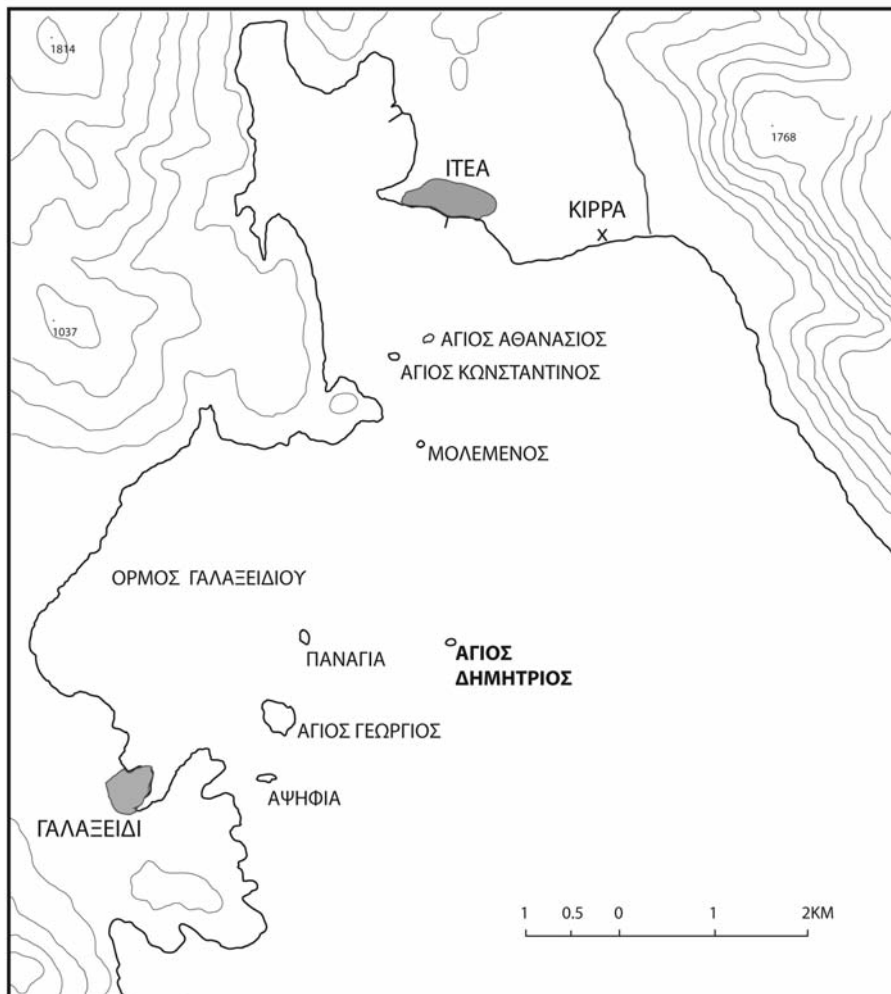 1814
1768
ΙΤΕΑ
ΚΙΡΡΑ
x
1037
ΑΓΙΟΣ ΑΘΑΝΑΣΙΟΣ
ΑΓΙΟΣ ΚΩΝΣΤΑΝΤΙΝΟΣ
ΜΟΛΕΜΕΝΟΣ
ΟΡΜΟΣ ΓΑΛΑΞΕΙΔΙΟΥ
ΠΑΝΑΓΙΑ
ΑΓΙΟΣ
ΔΗΜΗΤΡΙΟΣ
ΑΓΙΟΣ ΓΕΩΡΓΙΟΣ
ΑΨΗΦΙΑ
ΓΑΛΑΞΕΙΔΙ
1 0.5 0 1 2KM